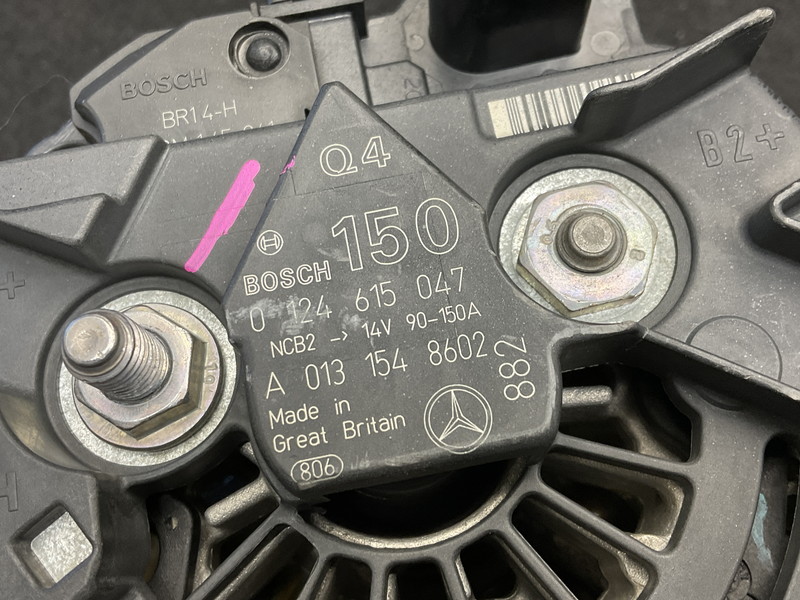 BOSCH
BR14-H
B2+
Q4
150
BOSCH
0 124 615 047
NCB2 -> 14V 90-150A
A 013 154 8602
882
Made in
Great Britain
806